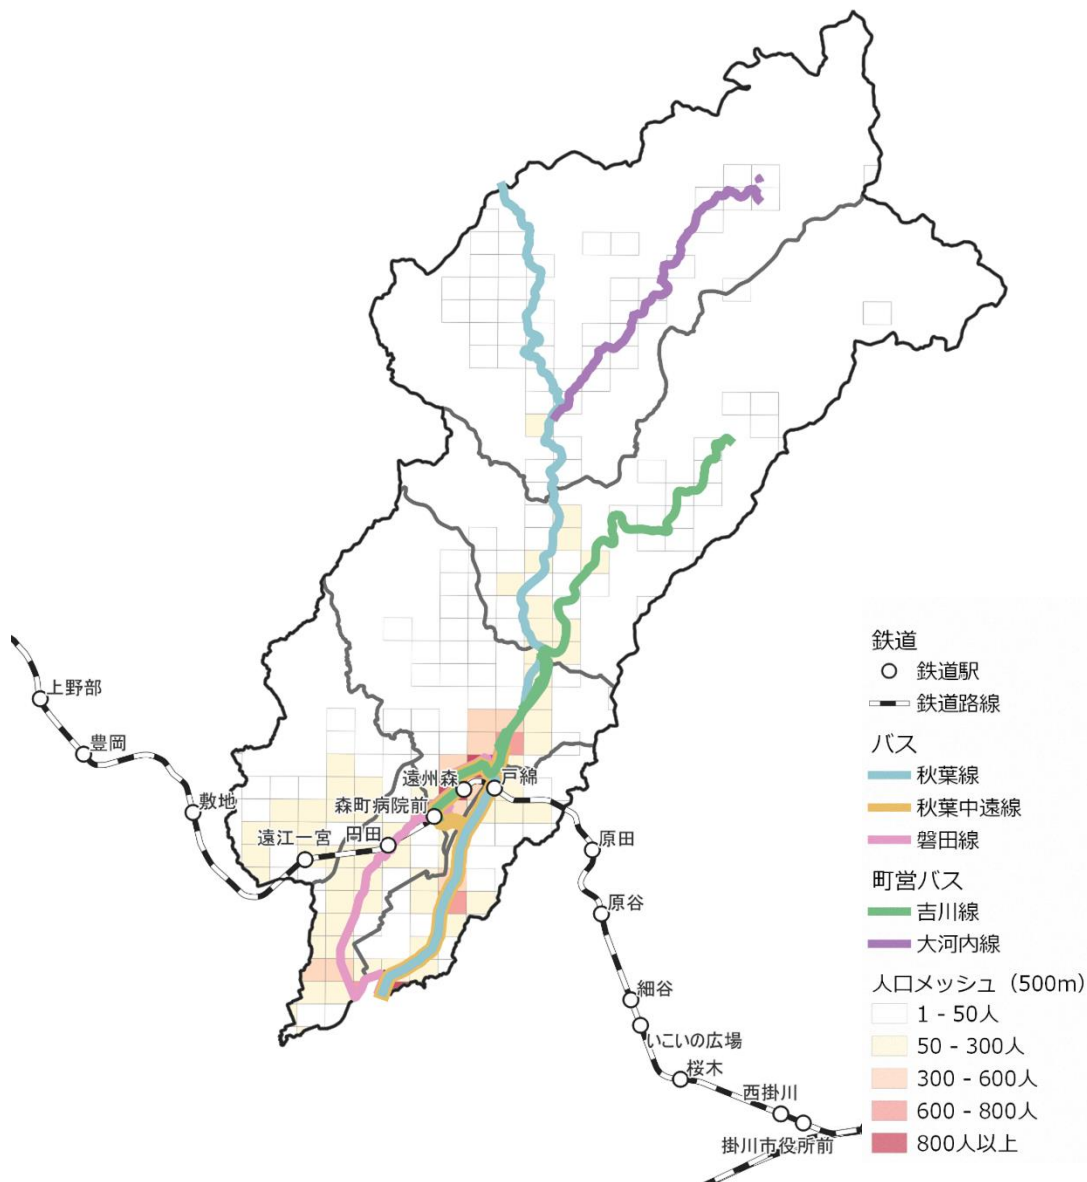 上野部
豊岡
敷地
遠江一宮
円田
森町病院前
遠州森
戸綿
原田
原谷
細谷
いこいの広場
桜木
西掛川
掛川市役所前
鉄道
鉄道駅
鉄道路線
バス
秋葉線
秋葉中遠線
磐田線
町営バス
吉川線
大河内線
人口メッシュ（500m）
1 - 50人
50 - 300人
300 - 600人
600 - 800人
800人以上